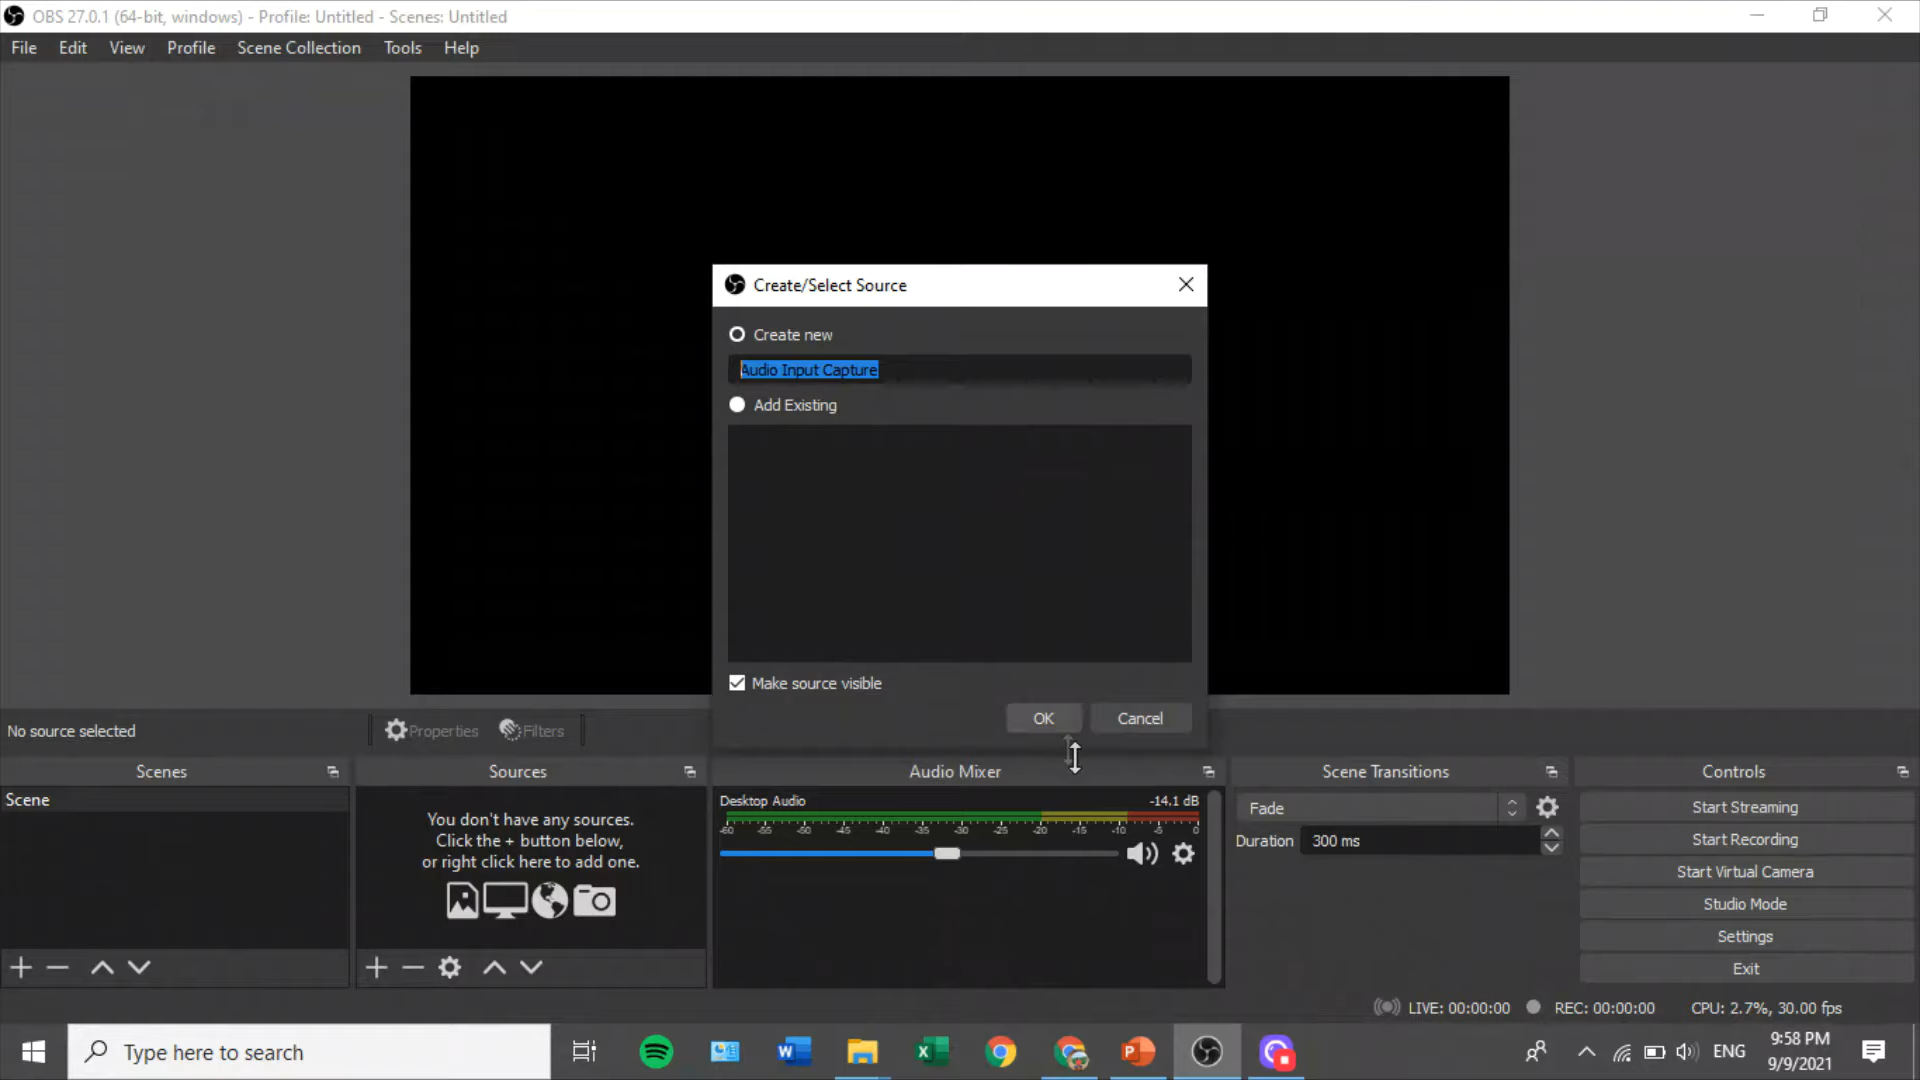 OBS 27.0.1 (64-bit, windows) - Profile: Untitled - Scenes: Untitled
File Edit View Profile Scene Collection Tools Help
Create/Select Source
Create new
Audio Input Capture
Add Existing
Make source visible
OK Cancel
No source selected Properties Filters
Scenes Sources Audio Mixer Scene Transitions Controls
Scene
You don't have any sources.
Click the + button below,
or right click here to add one.
Desktop Audio -14.1 dB
-60 -55 -50 -45 -40 -35 -30 -25 -20 -15 -10 -5 0
Fade
Duration 300 ms
Start Streaming
Start Recording
Start Virtual Camera
Studio Mode
Settings
Exit
LIVE: 00:00:00 REC: 00:00:00 CPU: 2.7%, 30.00 fps
Type here to search
ENG
9:58 PM
9/9/2021